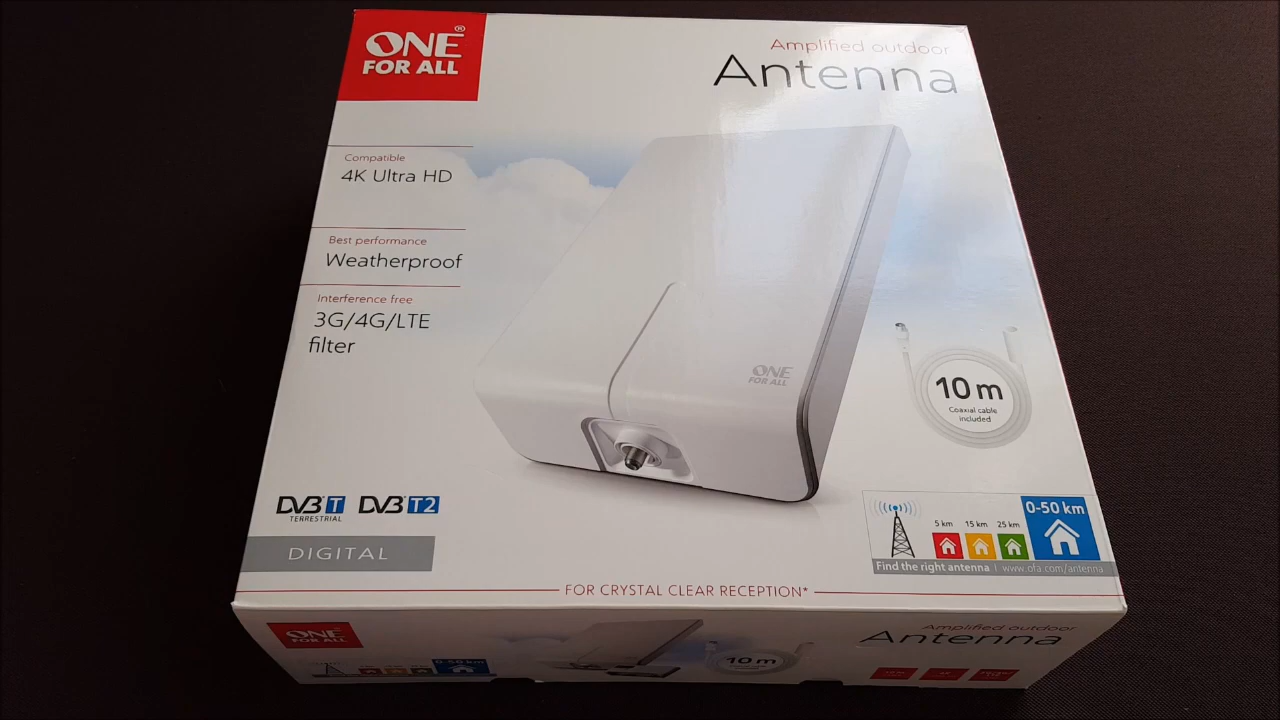 ONE®
FOR ALL
Amplified outdoor
Antenna
Compatible
4K Ultra HD
Best performance
Weatherproof
Interference free
3G/4G/LTE
filter
ONE
FOR ALL
10 m
Coaxial cable
included
DVB T
TERRESTRIAL
DVB T2
DIGITAL
5 km 15 km 25 km 0-50 km
Find the right antenna | www.ofa.com/antenna
FOR CRYSTAL CLEAR RECEPTION*
ONE
FOR ALL
0-50 km
10 m
Amplified outdoor
Antenna